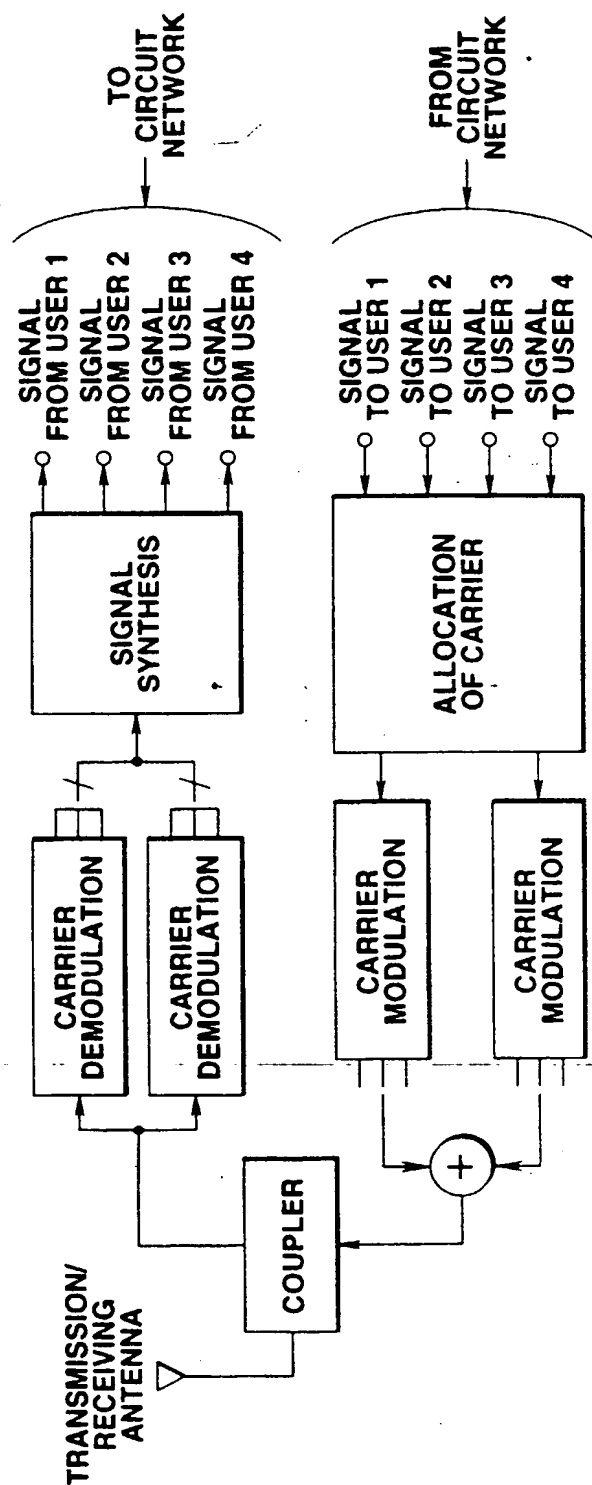 TRANSMISSION/
RECEIVING
ANTENNA
COUPLER
CARRIER
DEMODULATION
CARRIER
DEMODULATION
SIGNAL
SYNTHESIS
SIGNAL
FROM USER 1
SIGNAL
FROM USER 2
SIGNAL
FROM USER 3
SIGNAL
FROM USER 4
TO
CIRCUIT
NETWORK
+
CARRIER
MODULATION
CARRIER
MODULATION
ALLOCATION
OF CARRIER
SIGNAL
TO USER 1
SIGNAL
TO USER 2
SIGNAL
TO USER 3
SIGNAL
TO USER 4
FROM
CIRCUIT
NETWORK